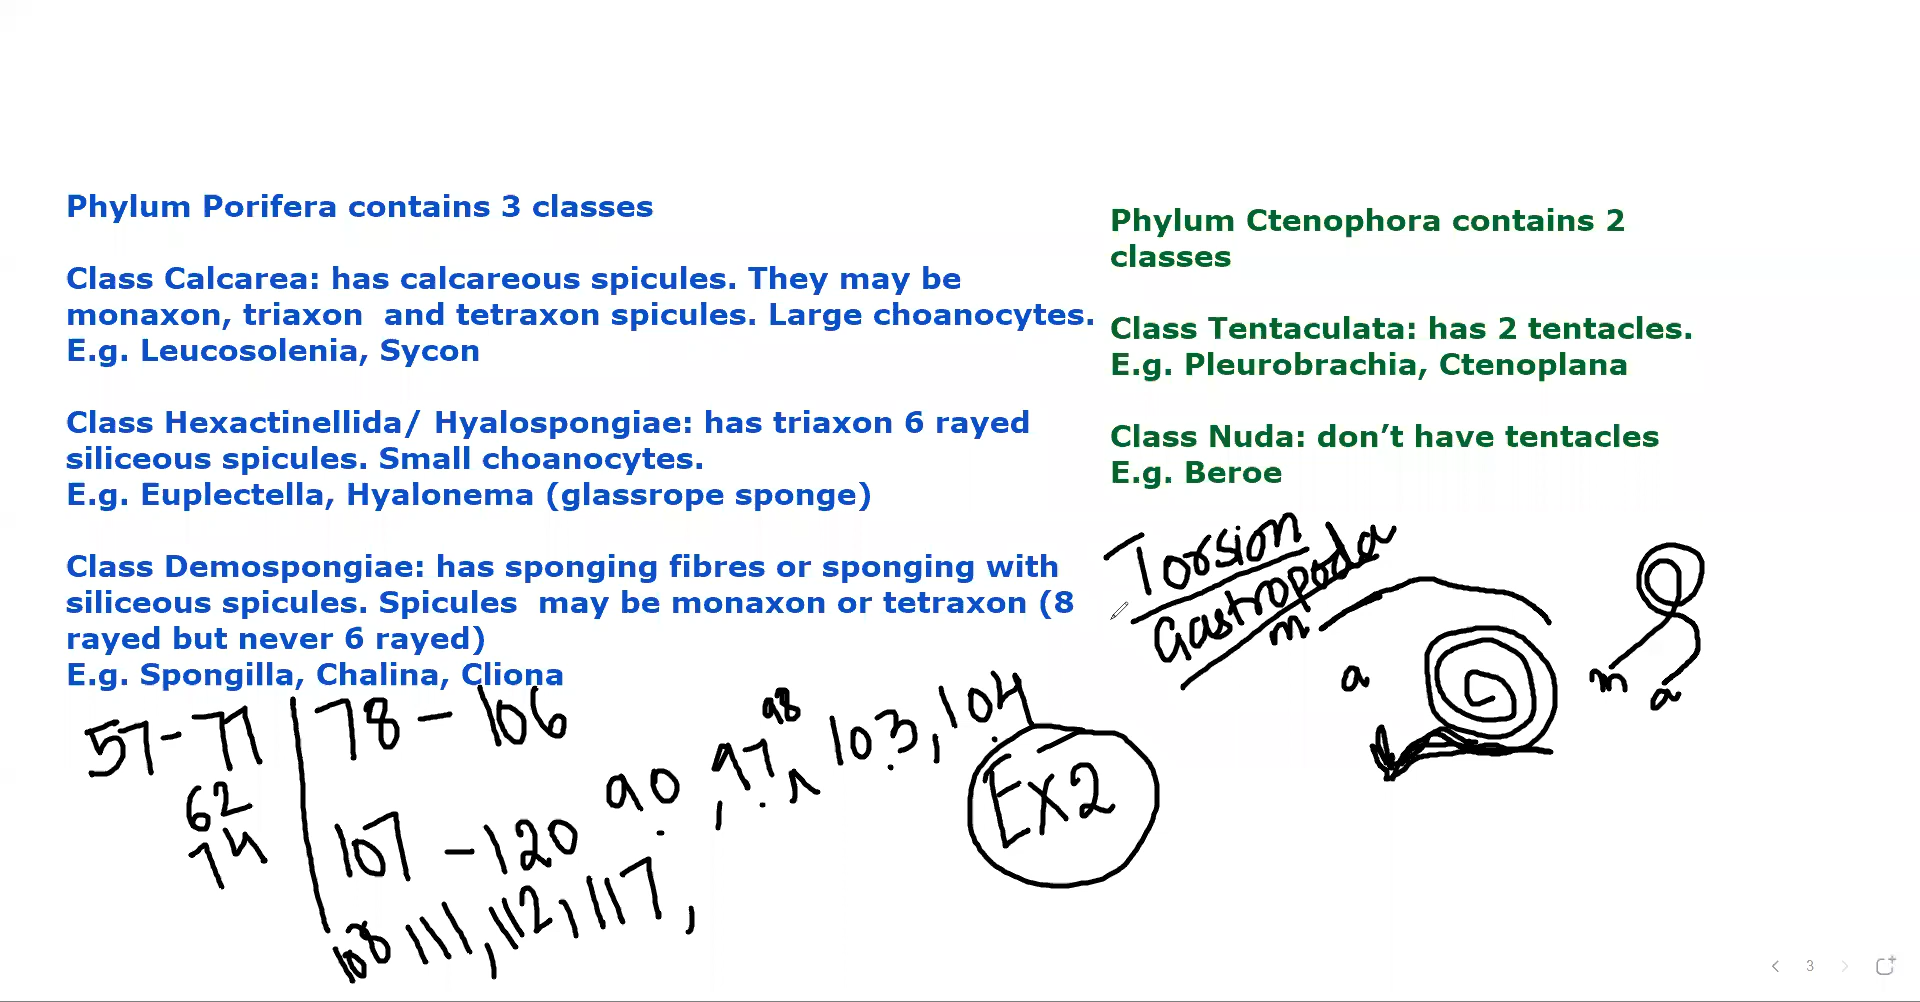 Phylum Porifera contains 3 classes
Class Calcarea: has calcareous spicules. They may be
monaxon, triaxon  and tetraxon spicules. Large choanocytes.
E.g. Leucosolenia, Sycon
Class Hexactinellida/ Hyalospongiae: has triaxon 6 rayed
siliceous spicules. Small choanocytes.
E.g. Euplectella, Hyalonema (glassrope sponge)
Class Demospongiae: has sponging fibres or sponging with
siliceous spicules. Spicules  may be monaxon or tetraxon (8
rayed but never 6 rayed)
E.g. Spongilla, Chalina, Cliona
Phylum Ctenophora contains 2
classes
Class Tentaculata: has 2 tentacles.
E.g. Pleurobrachia, Ctenoplana
Class Nuda: don't have tentacles
E.g. Beroe
Torsion
Gastropoda
m
a
m
a
57-77
62
74
78 - 106
90, 97, 98, 103, 104
107 - 120
108 111, 112, 117,
Ex2
3